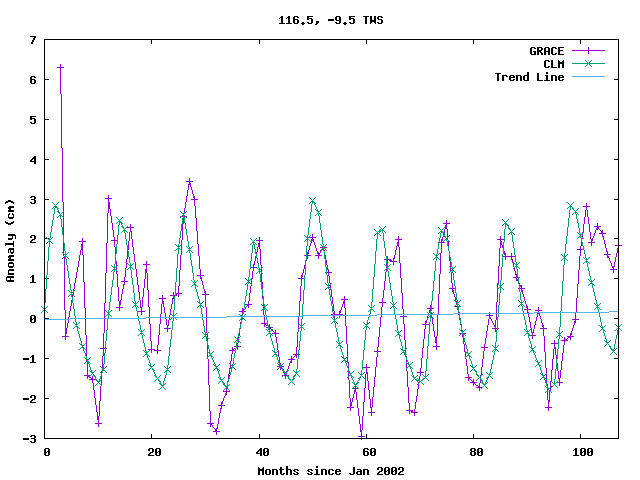 116.5, -9.5 TWS
GRACE
CLM
Trend Line
Anomaly (cm)
7
6
5
4
3
2
1
0
-1
-2
-3
0 20 40 60 80 100
Months since Jan 2002